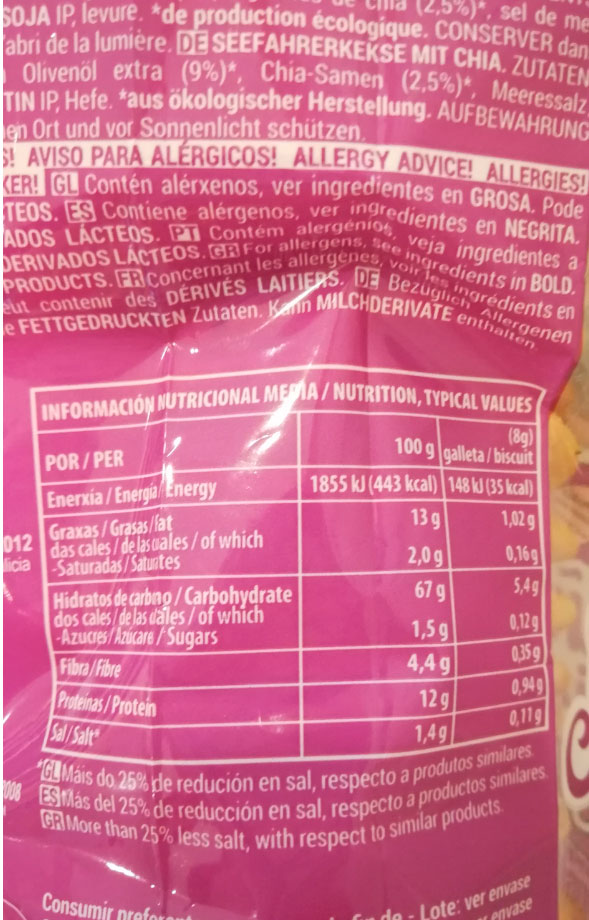 SOJA IP, levure. *de production écologique. CONSERVER dan
abri de la lumière. DE SEEFAHRERKEKSE MIT CHIA. ZUTATEN
Olivenöl extra (9%)*, Chia-Samen (2,5%)*, Meeressalz,
TIN IP, Hefe. *aus ökologischer Herstellung. AUFBEWAHRUNG
en Ort und vor Sonnenlicht schützen.
S! AVISO PARA ALÉRGICOS! ALLERGY ADVICE! ALLERGIES!
KER! GL Contén alérxenos, ver ingredientes en GROSA. Pode
TEOS. ES Contiene alérgenos, ver ingredientes en NEGRITA.
ADOS LÁCTEOS. PT Contém alergénios, veja ingredientes a
DERIVADOS LÁCTEOS. GR For allergens, see ingredients in BOLD.
PRODUCTS. FR Concernant les allergènes, voir les ingrédients en
eut contenir des DÉRIVÉS LAITIERS. DE Bezüglich Allergenen
e FETTGEDRUCKTEN Zutaten. Kann MILCHDERIVATE enthalten.
INFORMACIÓN NUTRICIONAL MEDIA / NUTRITION, TYPICAL VALUES
POR / PER 100 g (8g) galleta / biscuit
Enerxía / Energía / Energy 1855 kJ (443 kcal) 148 kJ (35 kcal)
Graxas / Grasas / fat 13 g 1,02 g
das cales / de las cuales / of which
-Saturadas / Saturates 2,0 g 0,16 g
Hidratos de carbono / Carbohydrate 67 g 5,4 g
dos cales / de las cuales / of which
-Azucres / Azúcare / Sugars 1,5 g 0,12 g
Fibra / Fibre 4,4 g 0,35 g
Proteínas / Protein 12 g 0,94 g
Sal / Salt* 1,4 g 0,11 g
*GL Máis do 25% de redución en sal, respecto a produtos similares.
ES Más del 25% de reducción en sal, respecto a productos similares.
GR More than 25% less salt, with respect to similar products.
012
licia
008
Consumir - Lote: ver envase
envase